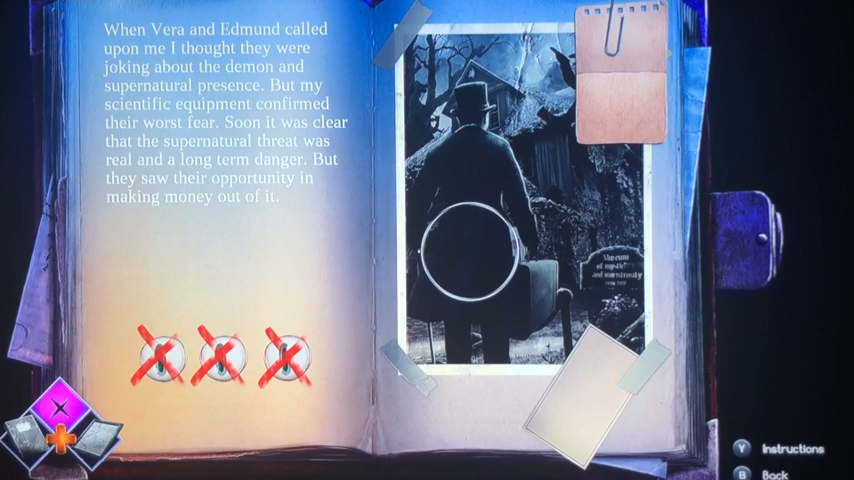 When Vera and Edmund called
upon me I thought they were
joking about the demon and
supernatural presence. But my
scientific equipment confirmed
their worst fear. Soon it was clear
that the supernatural threat was
real and a long term danger. But
they saw their opportunity in
making money out of it.
Museum
of mystic
and monstrosity
Y Instructions
B Back